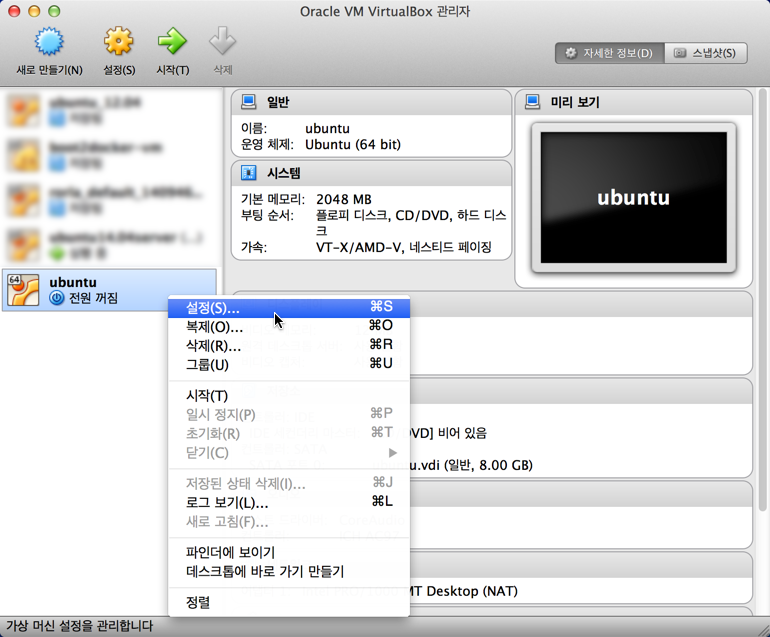 Oracle VM VirtualBox 관리자
새로 만들기(N)
설정(S)
시작(T)
삭제
자세한 정보(D)
스냅샷(S)
64
ubuntu
전원 꺼짐
일반
이름: ubuntu
운영 체제: Ubuntu (64 bit)
시스템
기본 메모리: 2048 MB
부팅 순서: 플로피 디스크, CD/DVD, 하드 디스
크
가속: VT-X/AMD-V, 네스티드 페이징
미리 보기
ubuntu
설정(S)... ⌘S
복제(O)... ⌘O
삭제(R)... ⌘R
그룹(U) ⌘U
시작(T)
일시 정지(P) ⌘P
초기화(R) ⌘T
닫기(C)
저장된 상태 삭제(I)... ⌘J
로그 보기(L)... ⌘L
새로 고침(F)...
파인더에 보이기
데스크톱에 바로 가기 만들기
정렬
VD] 비어 있음
u.vdi (일반, 8.00 GB)
MT Desktop (NAT)
가상 머신 설정을 관리합니다